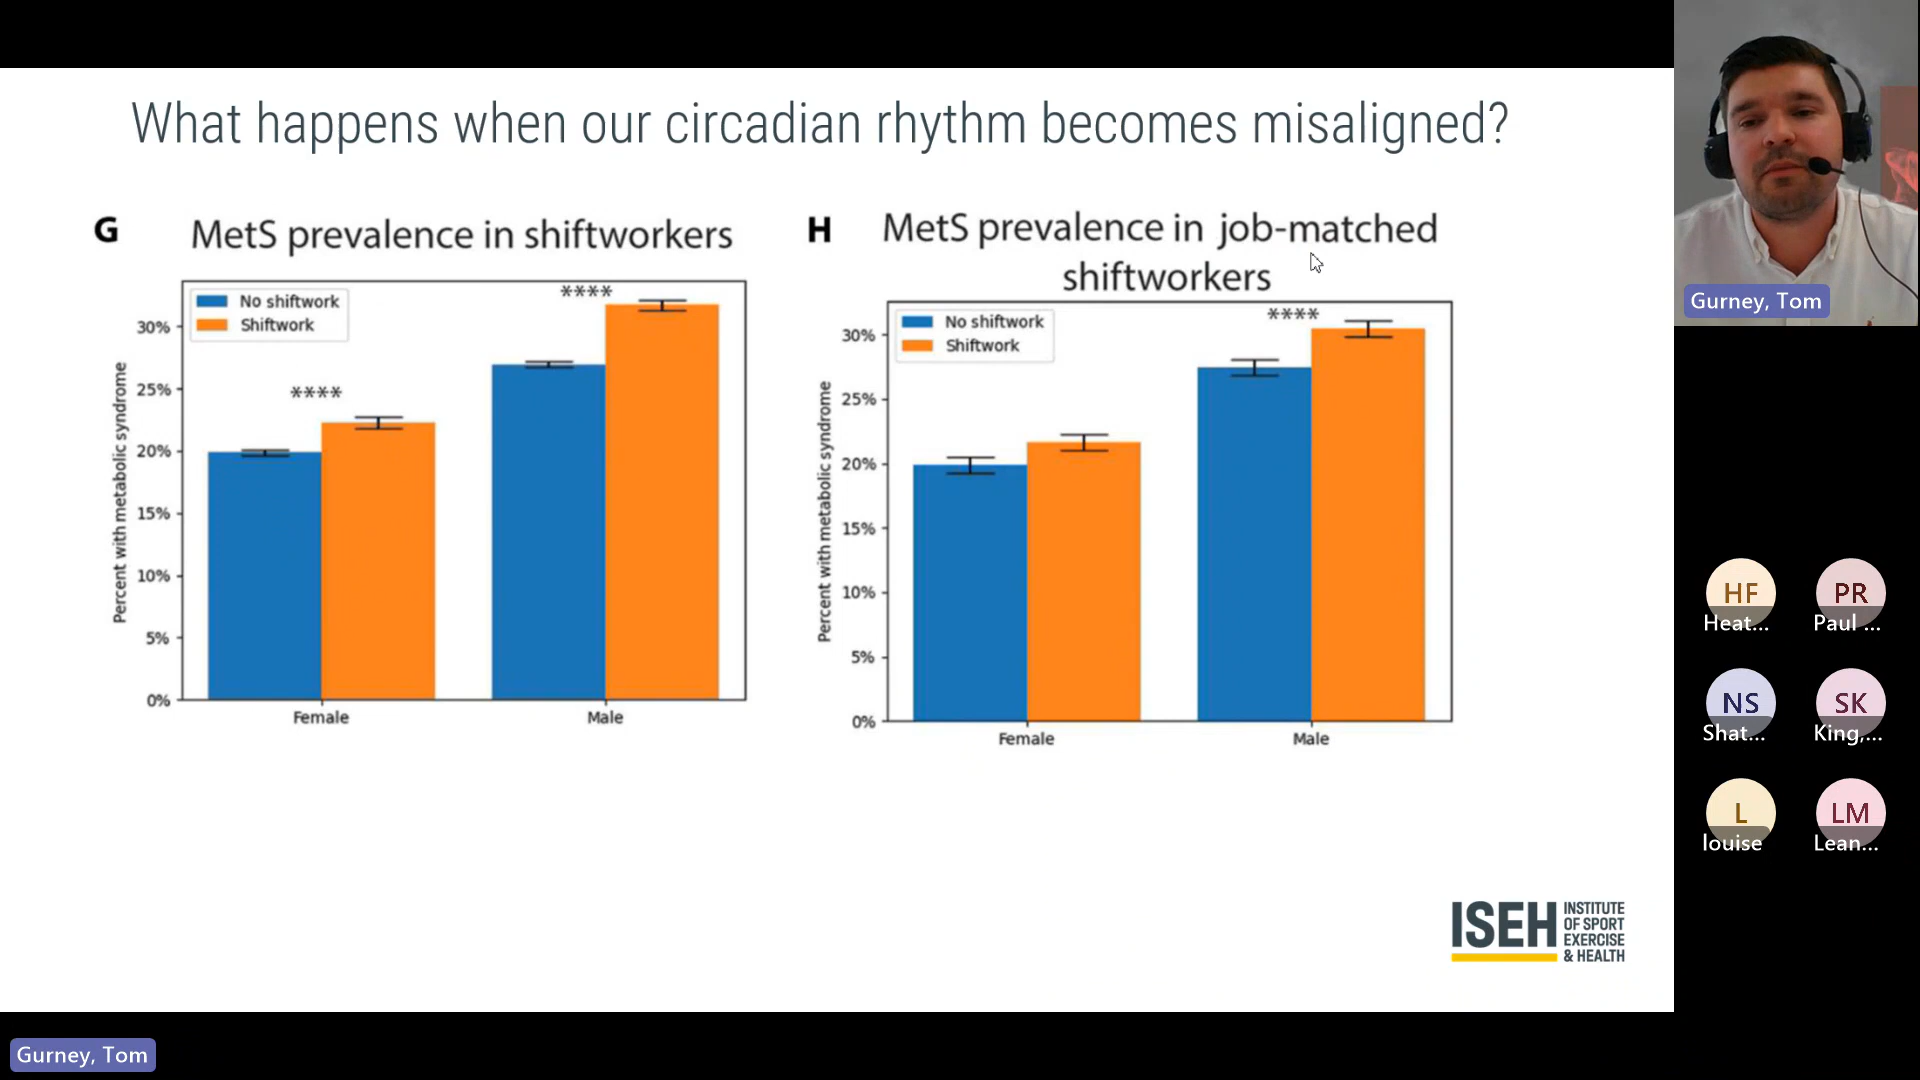 What happens when our circadian rhythm becomes misaligned?
G
MetS prevalence in shiftworkers
No shiftwork
Shiftwork
****
****
Percent with metabolic syndrome
30%
25%
20%
15%
10%
5%
0%
Female
Male
H
MetS prevalence in job-matched
shiftworkers
No shiftwork
Shiftwork
****
Percent with metabolic syndrome
30%
25%
20%
15%
10%
5%
0%
Female
Male
ISEH
INSTITUTE
OF SPORT
EXERCISE
& HEALTH
Gurney, Tom
HF
Heat...
PR
Paul ...
NS
Shat...
SK
King,...
L
louise
LM
Lean...
Gurney, Tom